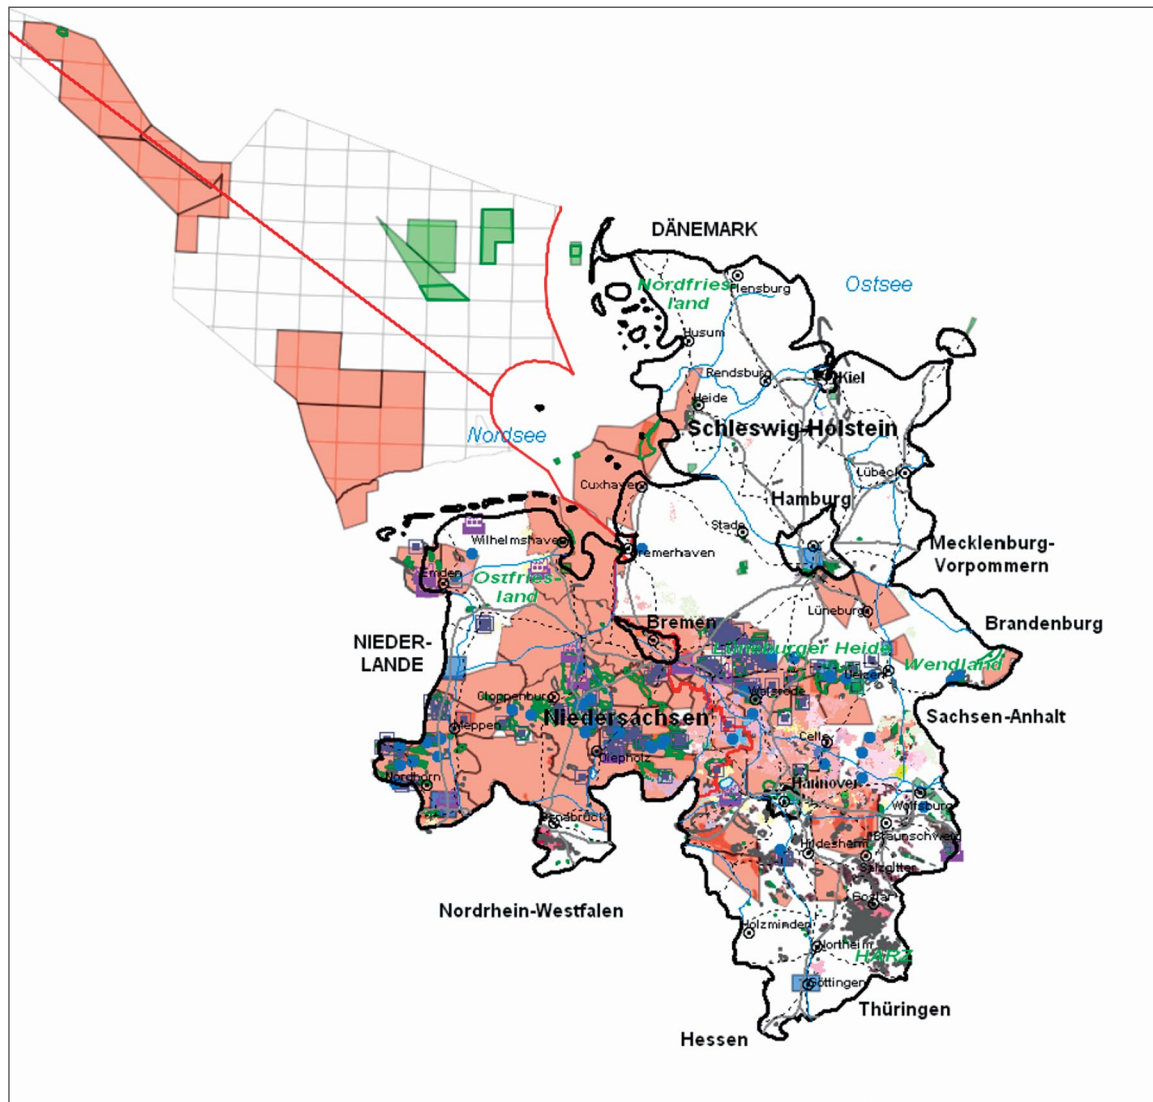 DÄNEMARK
Nordfries-
land
Flensburg
Ostsee
Husum
Rendsburg
Kiel
Heide
Schleswig-Holstein
Nordsee
Lübeck
Cuxhaven
Hamburg
Stade
Wilhelmshaven
Bremerhaven
Mecklenburg-
Vorpommern
Emden
Ostfries-
land
Lüneburg
Bremen
Brandenburg
NIEDER-
LANDE
Lüneburger Heide
Wendland
Uelzen
Cloppenburg
Walsrode
Niedersachsen
Sachsen-Anhalt
Meppen
Celle
Diepholz
Nordhorn
Hannover
Wolfsburg
Osnabrück
Braunschweig
Hildesheim
Salzgitter
Goslar
Nordrhein-Westfalen
Holzminden
Northeim
HARZ
Göttingen
Thüringen
Hessen